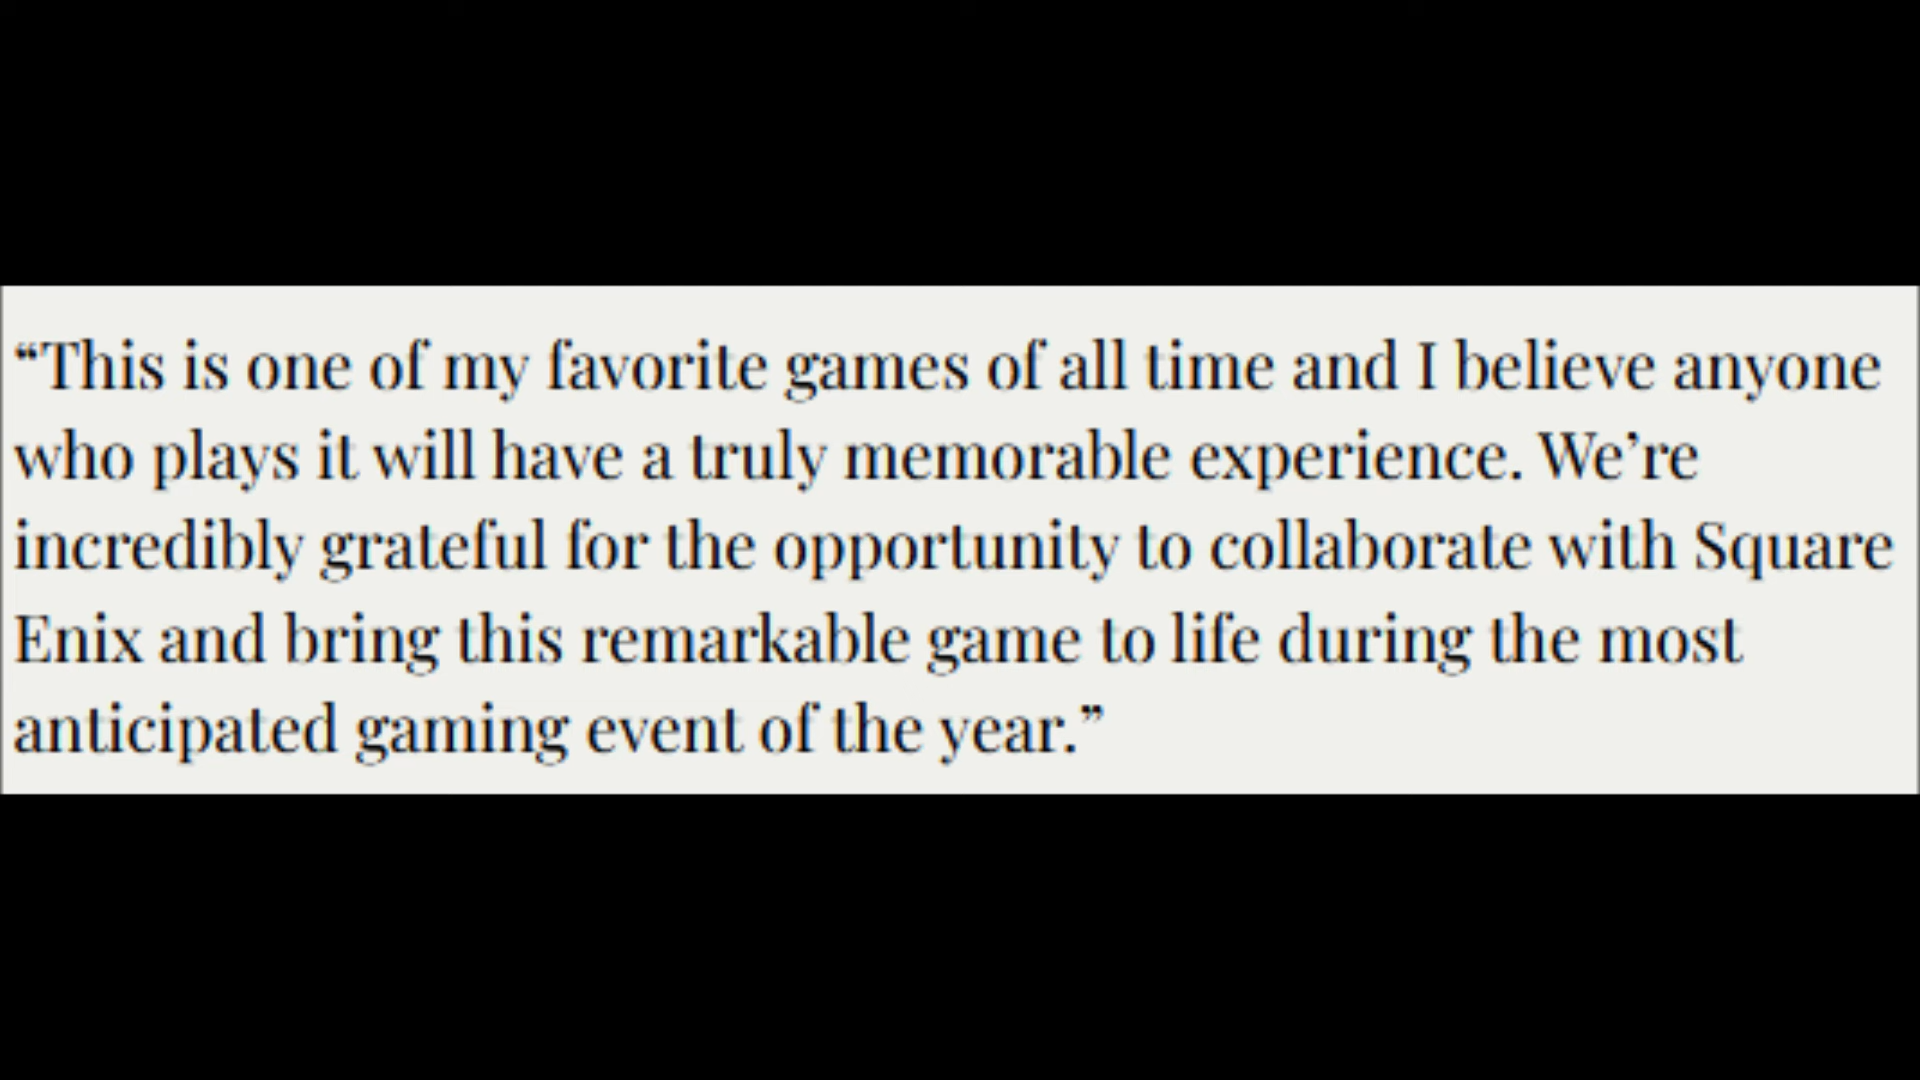 “This is one of my favorite games of all time and I believe anyone
who plays it will have a truly memorable experience. We’re
incredibly grateful for the opportunity to collaborate with Square
Enix and bring this remarkable game to life during the most
anticipated gaming event of the year.”